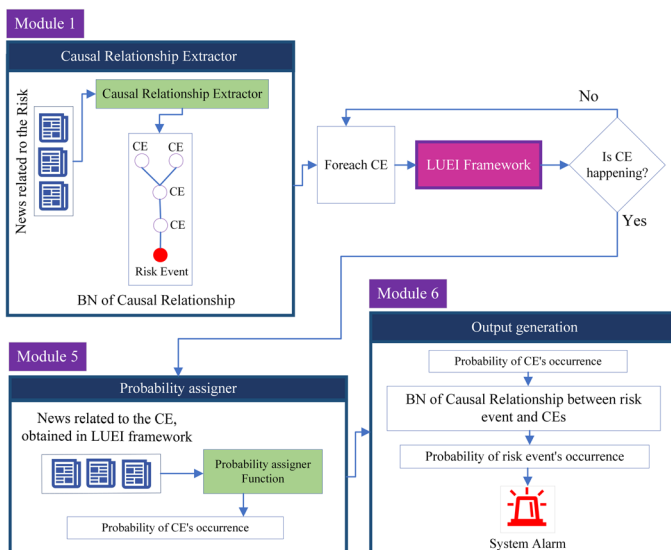 Module 1
Causal Relationship Extractor
News related ro the Risk
Causal Relationship Extractor
CE
CE
CE
CE
Risk Event
BN of Causal Relationship
Foreach CE
LUEI Framework
Is CE
happening?
No
Yes
Module 5
Probability assigner
News related to the CE,
obtained in LUEI framework
Probability assigner
Function
Probability of CE's occurrence
Module 6
Output generation
Probability of CE's occurrence
BN of Causal Relationship between risk
event and CEs
Probability of risk event's occurrence
System Alarm